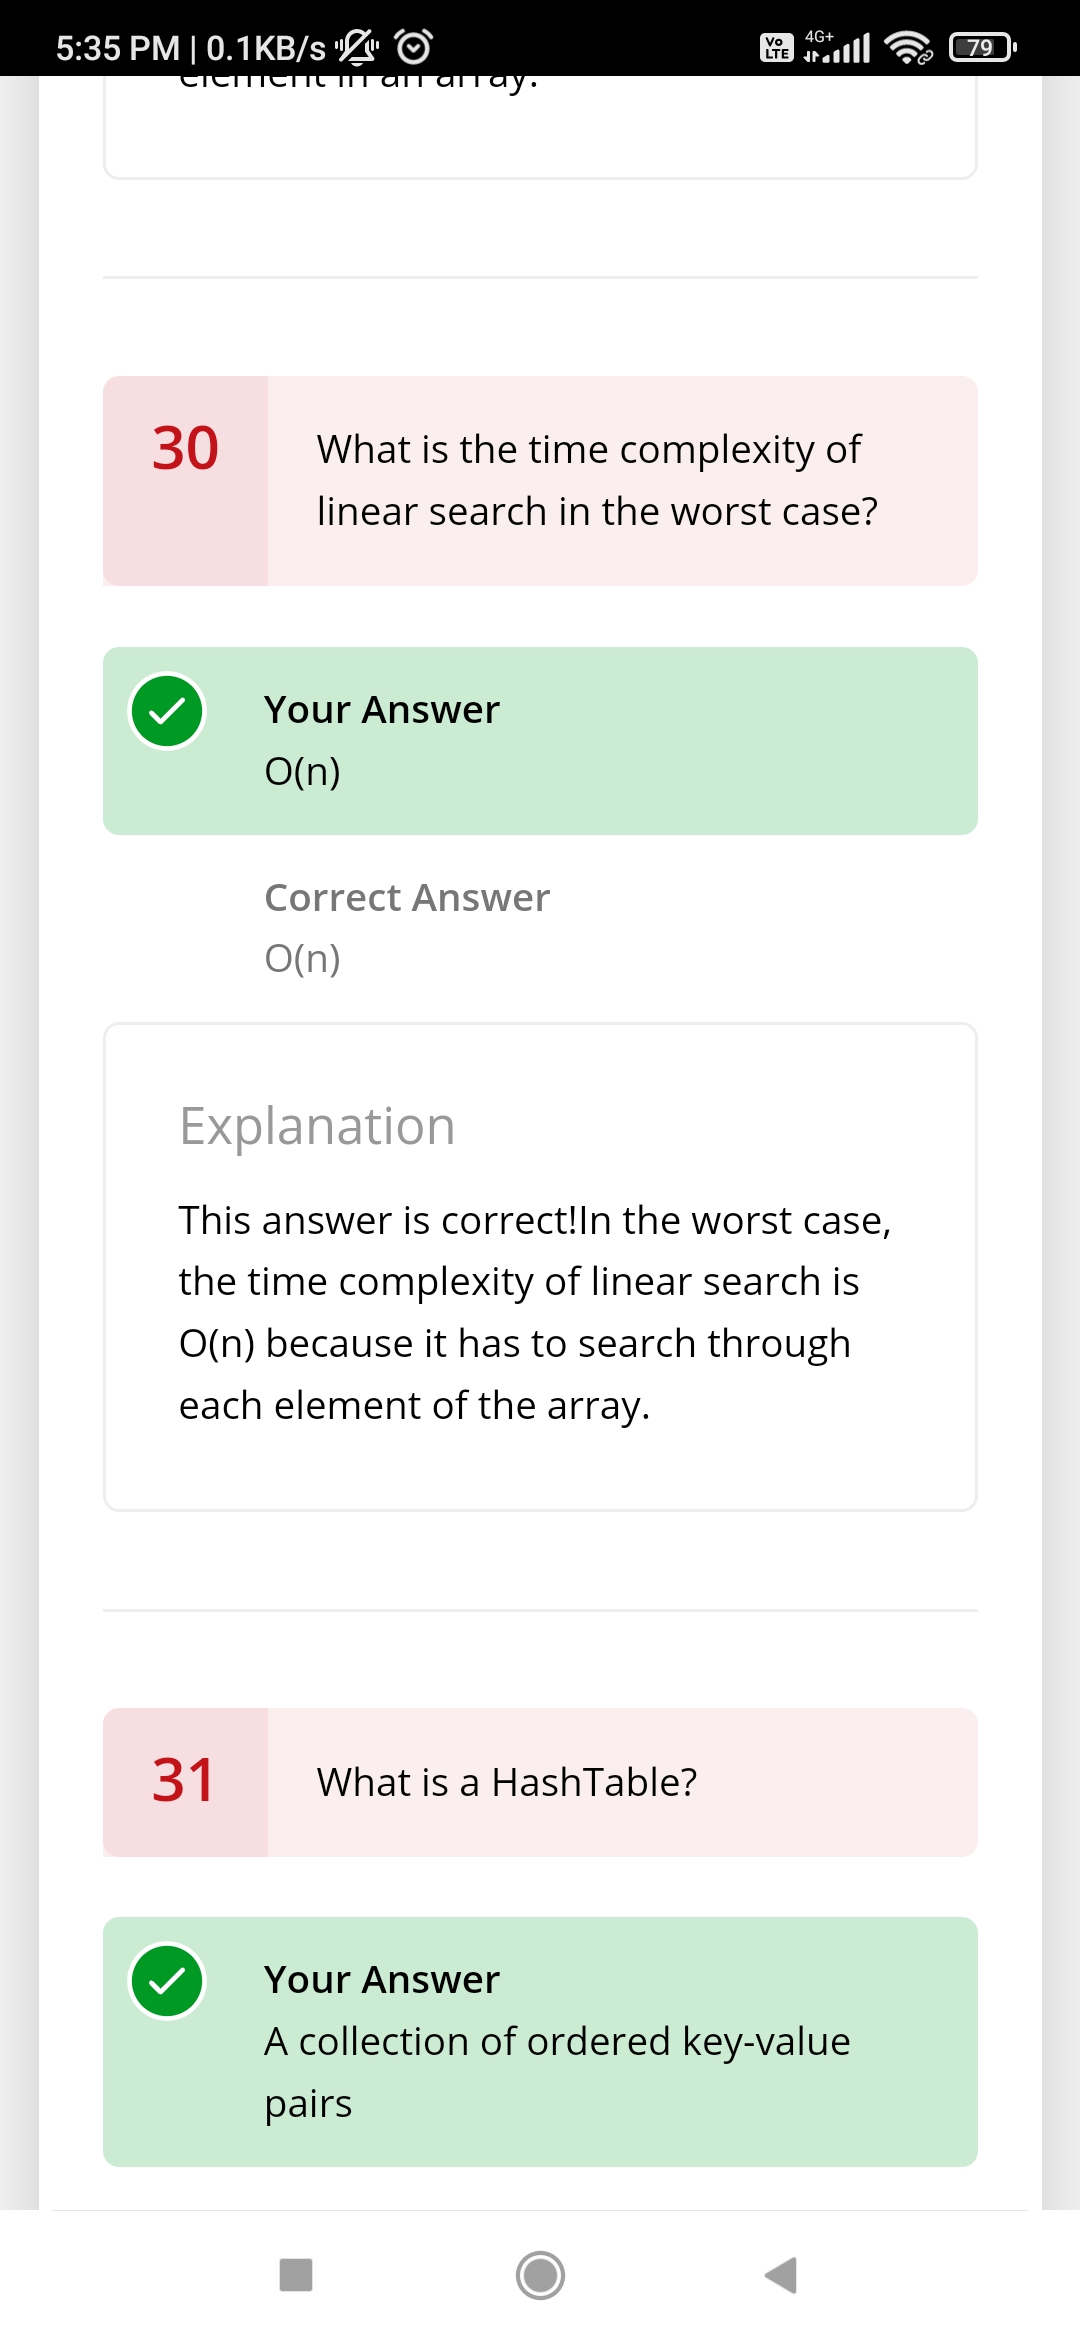 5:35 PM | 0.1KB/s Vo LTE 4G+ 79
element in an array.
30
What is the time complexity of
linear search in the worst case?
Your Answer
O(n)
Correct Answer
O(n)
Explanation
This answer is correct!In the worst case,
the time complexity of linear search is
O(n) because it has to search through
each element of the array.
31
What is a HashTable?
Your Answer
A collection of ordered key-value
pairs